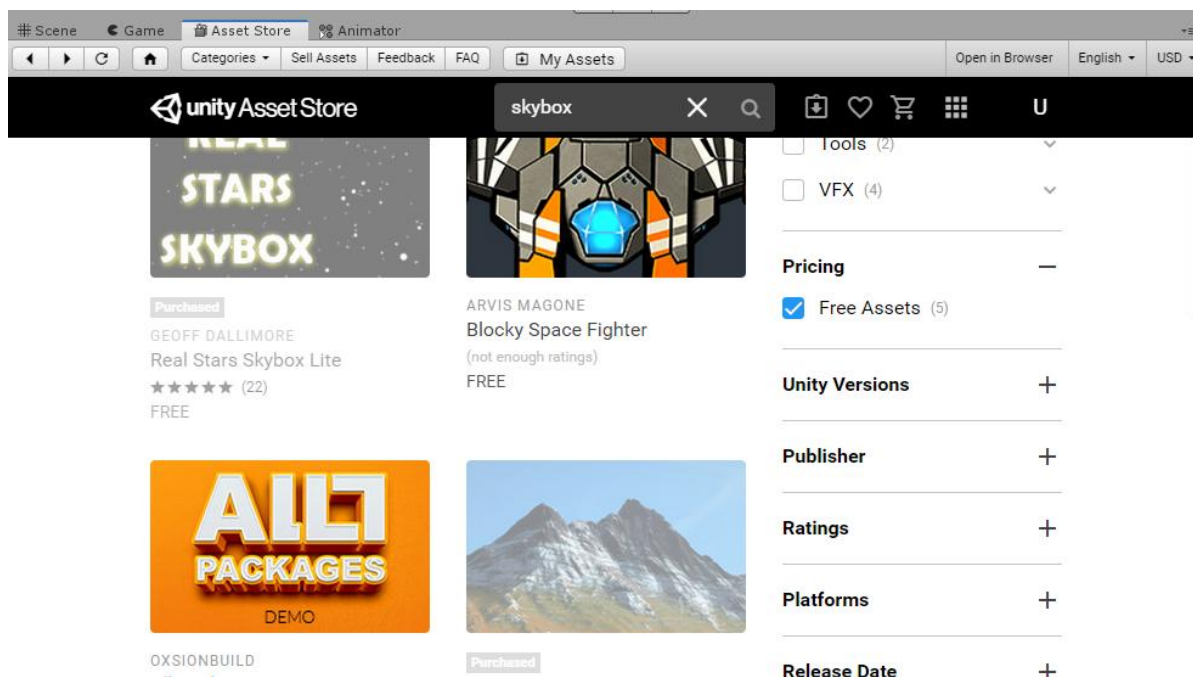 Scene Game Asset Store Animator
Categories Sell Assets Feedback FAQ My Assets Open in Browser English USD
unity Asset Store skybox U
REAL
STARS
SKYBOX
Purchased
GEOFF DALLIMORE
Real Stars Skybox Lite
(22)
FREE
ARVIS MAGONE
Blocky Space Fighter
(not enough ratings)
FREE
PACKAGES
DEMO
OXSIONBUILD
Purchased
Tools (2)
VFX (4)
Pricing
Free Assets (5)
Unity Versions
Publisher
Ratings
Platforms
Release Date